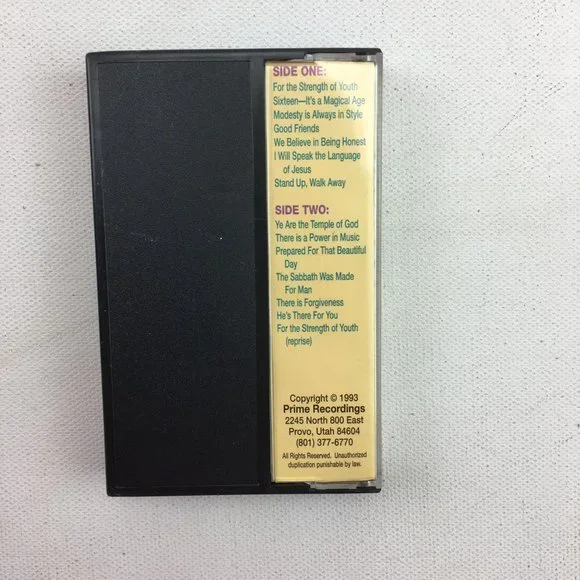 SIDE ONE:
For the Strength of Youth
Sixteen—It's a Magical Age
Modesty is Always in Style
Good Friends
We Believe in Being Honest
I Will Speak the Language
of Jesus
Stand Up, Walk Away
SIDE TWO:
Ye Are the Temple of God
There is a Power in Music
Prepared For That Beautiful
Day
The Sabbath Was Made
For Man
There is Forgiveness
He's There For You
For the Strength of Youth
(reprise)
Copyright © 1993
Prime Recordings
2245 North 800 East
Provo, Utah 84604
(801) 377-6770
All Rights Reserved. Unauthorized
duplication punishable by law.